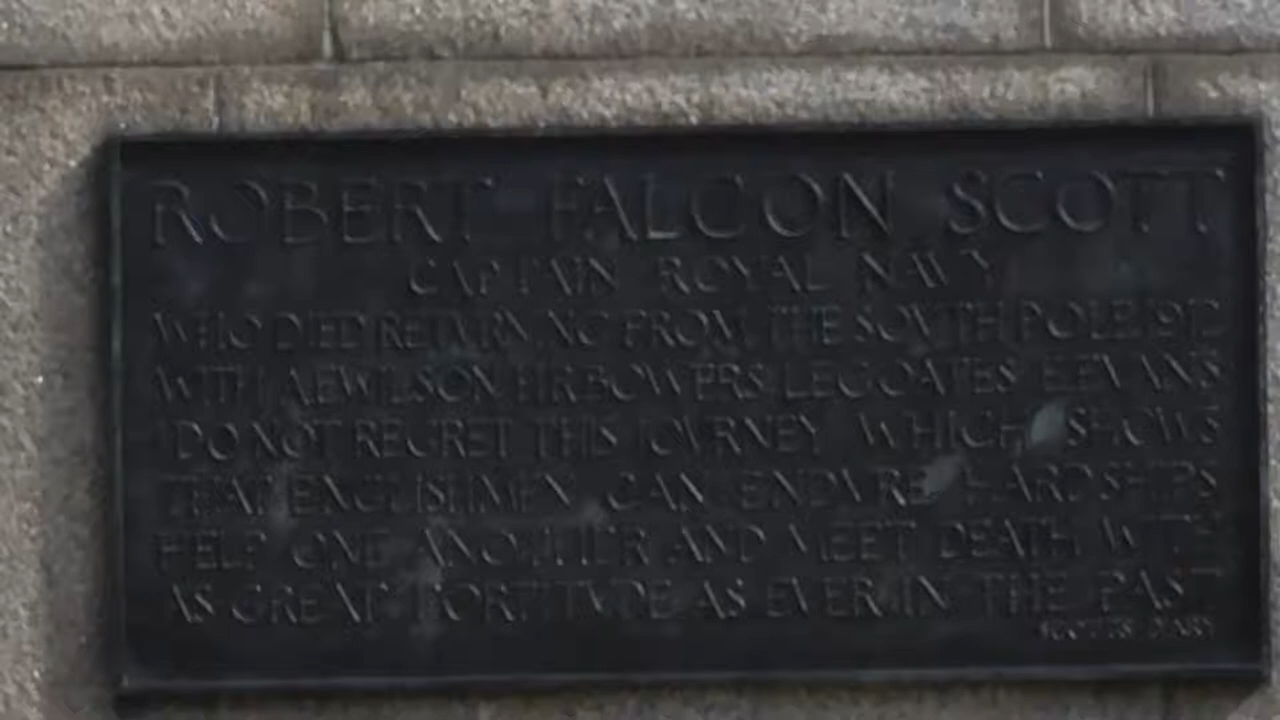 ROBERT FALCON SCOTT
CAPTAIN ROYAL NAVY
WHO DIED RETVRNING FROM THE SOVTH POLE 1912
WITH A E WILSON H R BOWERS L E G OATES E EVANS
I DO NOT REGRET THIS JOVRNEY WHICH SHOWS
THAT ENGLISHMEN CAN ENDVRE HARDSHIPS
HELP ONE ANOTHER AND MEET DEATH WITH
AS GREAT FORTITVDE AS EVER IN THE PAST
SCOTTS DIARY